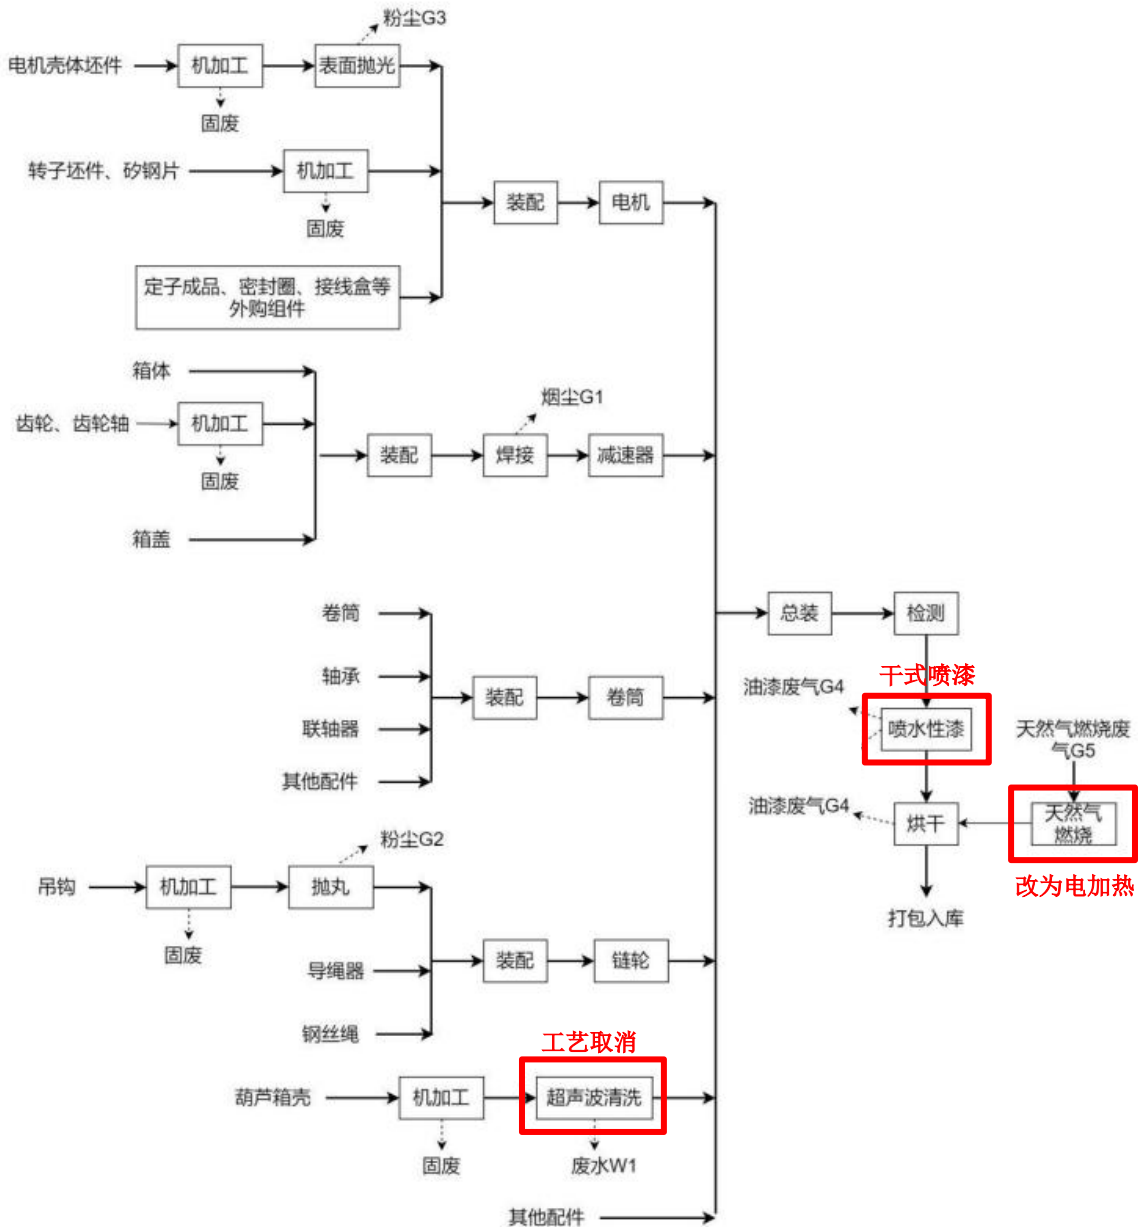 粉尘G3
电机壳体坯件
机加工
表面抛光
固废
转子坯件、矽钢片
机加工
固废
装配
电机
定子成品、密封圈、接线盒等
外购组件
箱体
烟尘G1
齿轮、齿轮轴
机加工
固废
装配
焊接
减速器
箱盖
卷筒
轴承
联轴器
其他配件
装配
卷筒
总装
检测
干式喷漆
油漆废气G4
喷水性漆
天然气燃烧废
气G5
油漆废气G4
烘干
天然气
燃烧
改为电加热
打包入库
粉尘G2
吊钩
机加工
抛丸
固废
导绳器
钢丝绳
装配
链轮
工艺取消
葫芦箱壳
机加工
超声波清洗
固废
废水W1
其他配件